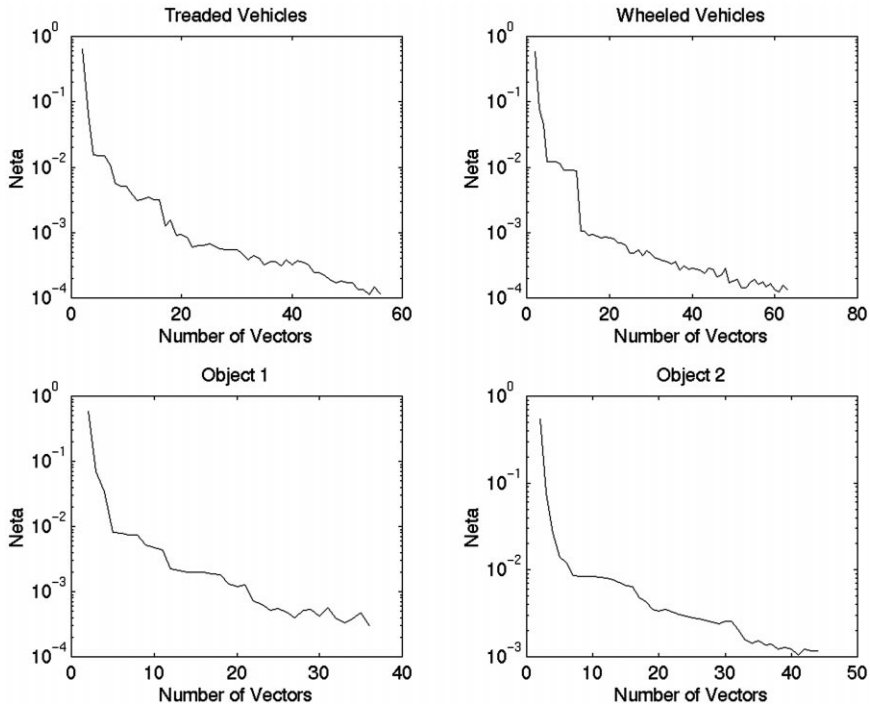 Treaded Vehicles
10^0
10^-1
10^-2
10^-3
10^-4
Neta
0 20 40 60
Number of Vectors
Wheeled Vehicles
10^0
10^-1
10^-2
10^-3
10^-4
Neta
0 20 40 60 80
Number of Vectors
Object 1
10^0
10^-1
10^-2
10^-3
10^-4
Neta
0 10 20 30 40
Number of Vectors
Object 2
10^0
10^-1
10^-2
10^-3
Neta
0 10 20 30 40 50
Number of Vectors